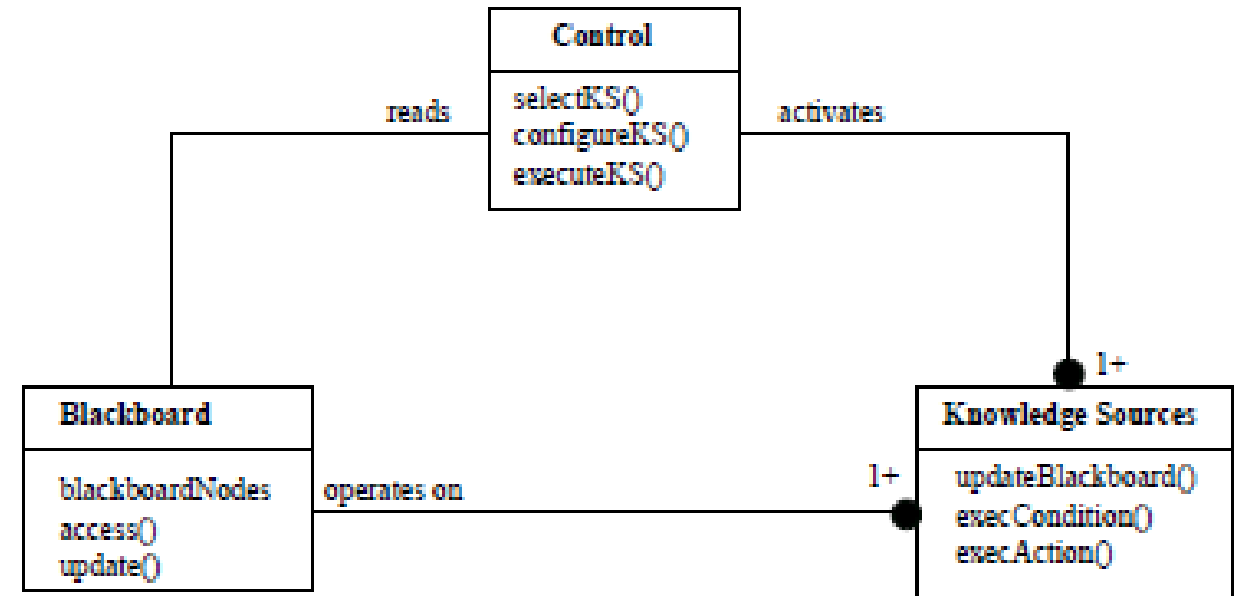 Control
selectKS()
configureKS()
executeKS()
reads
activates
1+
Blackboard
blackboardNodes
access()
update()
operates on
1+
Knowledge Sources
updateBlackboard()
execCondition()
execAction()